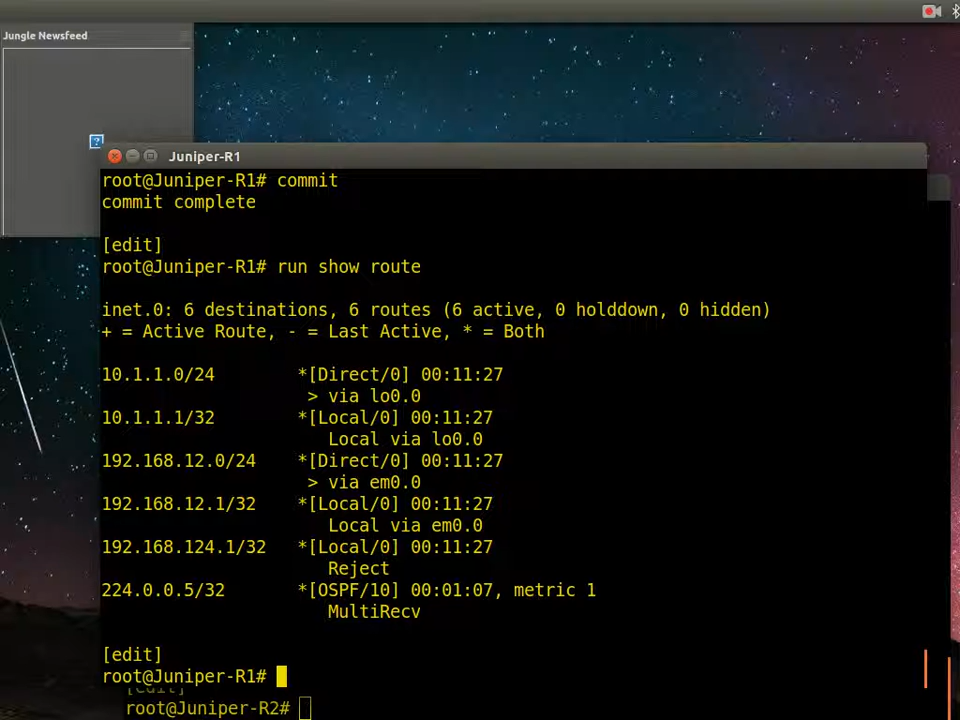 Jungle Newsfeed
?
Juniper-R1
root@Juniper-R1# commit
commit complete
[edit]
root@Juniper-R1# run show route
inet.0: 6 destinations, 6 routes (6 active, 0 holddown, 0 hidden)
+ = Active Route, - = Last Active, * = Both
10.1.1.0/24 *[Direct/0] 00:11:27
> via lo0.0
10.1.1.1/32 *[Local/0] 00:11:27
Local via lo0.0
192.168.12.0/24 *[Direct/0] 00:11:27
> via em0.0
192.168.12.1/32 *[Local/0] 00:11:27
Local via em0.0
192.168.124.1/32 *[Local/0] 00:11:27
Reject
224.0.0.5/32 *[OSPF/10] 00:01:07, metric 1
MultiRecv
[edit]
root@Juniper-R1#
[edit]
root@Juniper-R2#